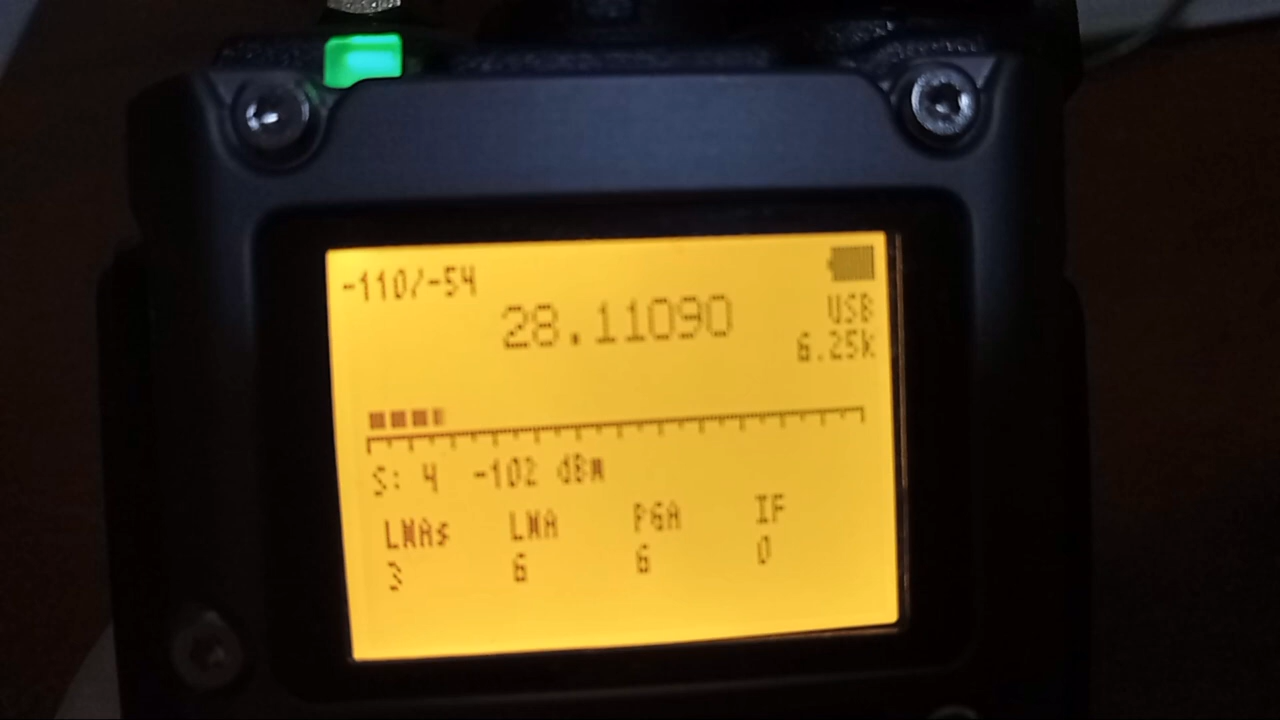 -110/-54
28.11090
USB
6.25k
S: 4 -102 dBm
LNAs LNA PGA IF
3 6 6 0